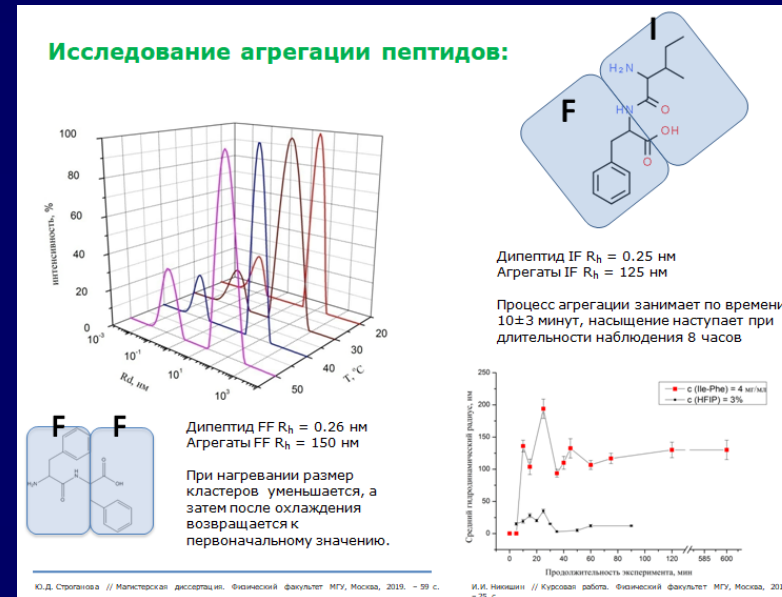 Исследование агрегации пептидов:
I
F
H₂N
HN
O
OH
O
100
80
60
40
20
0
интенсивность, %
10⁻³
10⁻¹
10¹
10³
Rd, нм
50
40
30
20
T, °C
Дипептид IF Rₕ = 0.25 нм
Агрегаты IF Rₕ = 125 нм
Процесс агрегации занимает по времени
10±3 минут, насыщение наступает при
длительности наблюдения 8 часов
F F
Дипептид FF Rₕ = 0.26 нм
Агрегаты FF Rₕ = 150 нм
При нагревании размер
кластеров уменьшается, а
затем после охлаждения
возвращается к
первоначальному значению.
c (Ile-Phe) = 4 мг/мл
c (HFIP) = 3%
Средний гидродинамический радиус, нм
250
200
150
100
50
0
0 20 40 60 80 100 120 585 600
Продолжительность эксперимента, мин
Ю.Д. Строганова // Магистерская диссертация. Физический факультет МГУ, Москва, 2019. – 59 с.
И.И. Никишин // Курсовая работа. Физический факультет МГУ, Москва,
– 25 с.